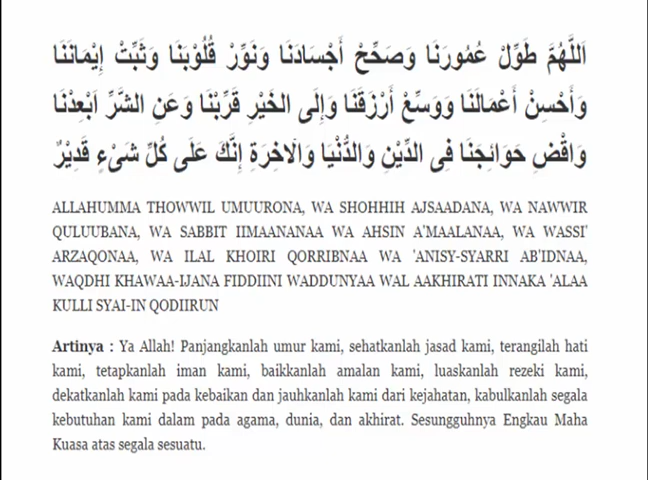 اَللَّهُمَّ طَوِّلْ عُمُورَنَا وَصَحِّحْ أَجْسَادَنَا وَنَوِّرْ قُلُوْبَنَا وَثَبِّتْ إِيْمَانَنَا
وَأَحْسِنْ أَعْمَالَنَا وَوَسِّعْ أَرْزَقَنَا وَإِلَى الخَيْرِ قَرِّبْنَا وَعَنِ الشَّرِّ ابْعِدْنَا
وَاقْضِ حَوَائِجَنَا فِى الدِّيْنِ وَالدُّنْيَا وَالْآخِرَةِ إِنَّكَ عَلَى كُلِّ شَىْءٍ قَدِيْرٌ
ALLAHUMMA THOWWIL UMUURONA, WA SHOHHIH AJSAADANA, WA NAWWIR
QULUUBANA, WA SABBIT IIMAANANAA WA AHSIN A'MAALANAA, WA WASSI'
ARZAQONAA, WA ILAL KHOIRI QORRIBNAA WA 'ANISY-SYARRI AB'IDNAA,
WAQDHI KHAWAA-IJANA FIDDIINI WADDUNYAA WAL AAKHIRATI INNAKA 'ALAA
KULLI SYAI-IN QODIIRUN
Artinya : Ya Allah! Panjangkanlah umur kami, sehatkanlah jasad kami, terangilah hati
kami, tetapkanlah iman kami, baikkanlah amalan kami, luaskanlah rezeki kami,
dekatkanlah kami pada kebaikan dan jauhkanlah kami dari kejahatan, kabulkanlah segala
kebutuhan kami dalam pada agama, dunia, dan akhirat. Sesungguhnya Engkau Maha
Kuasa atas segala sesuatu.